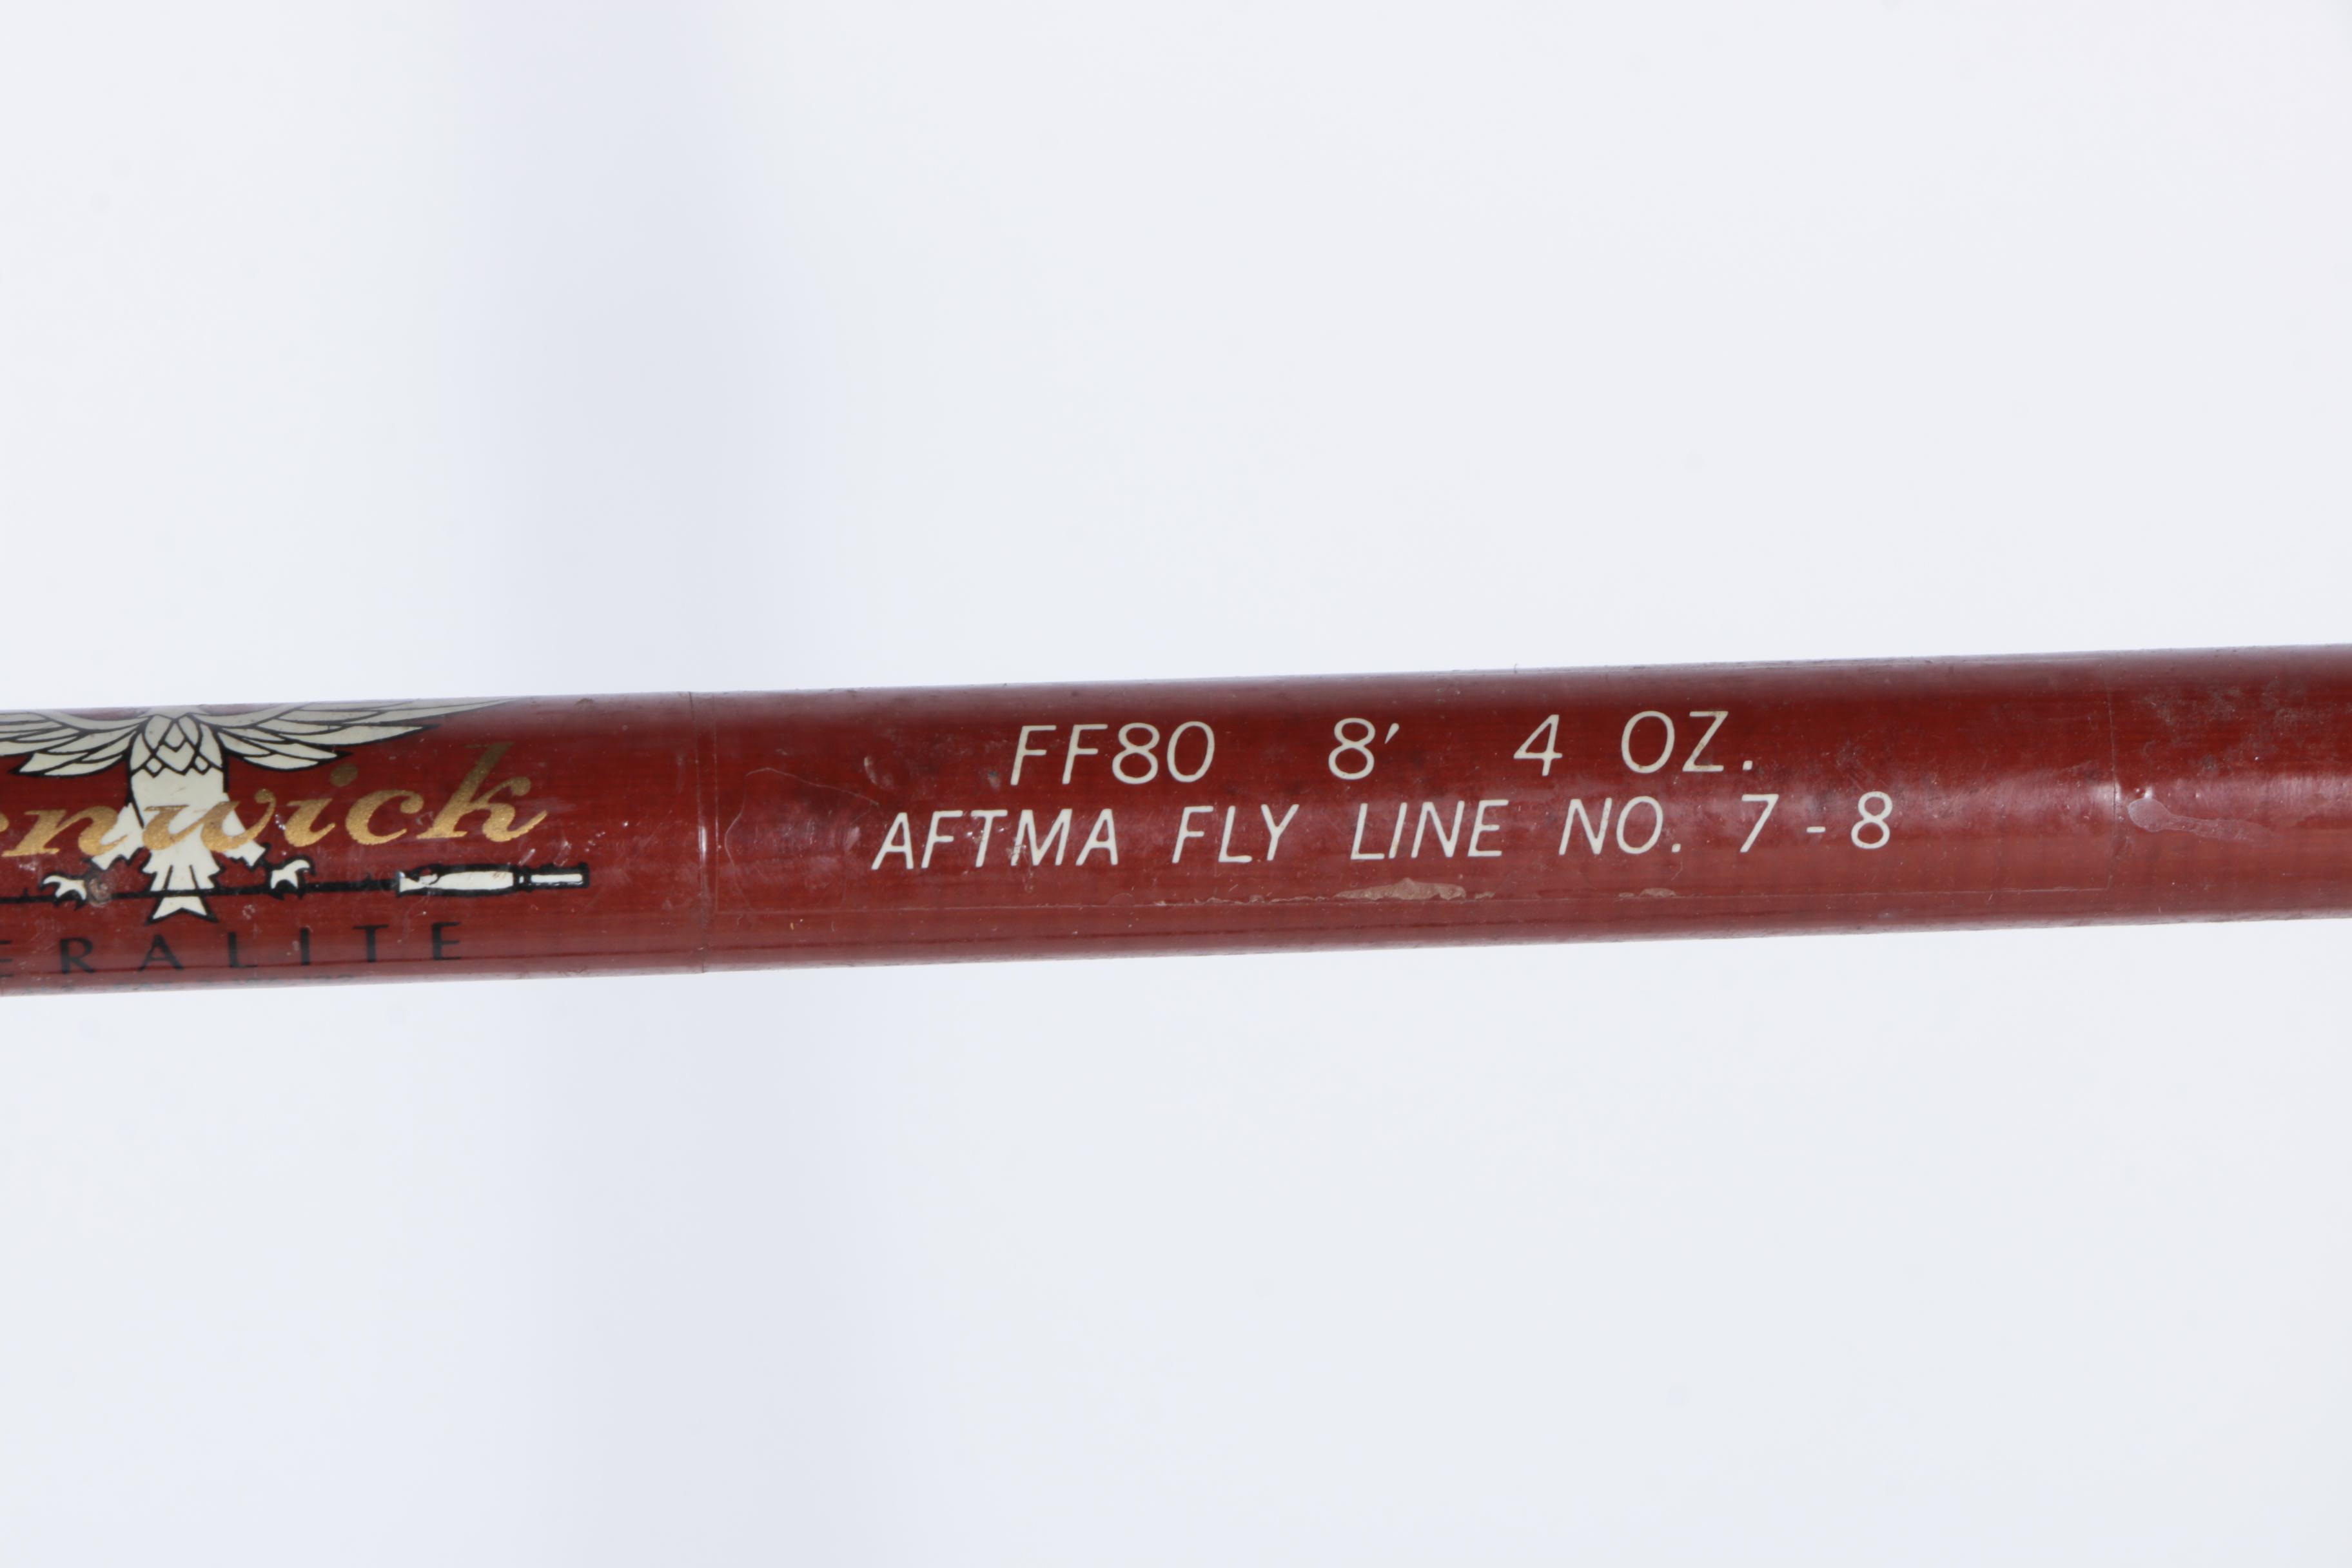 FF80 8' 4 OZ.
AFTMA FLY LINE NO. 7-8